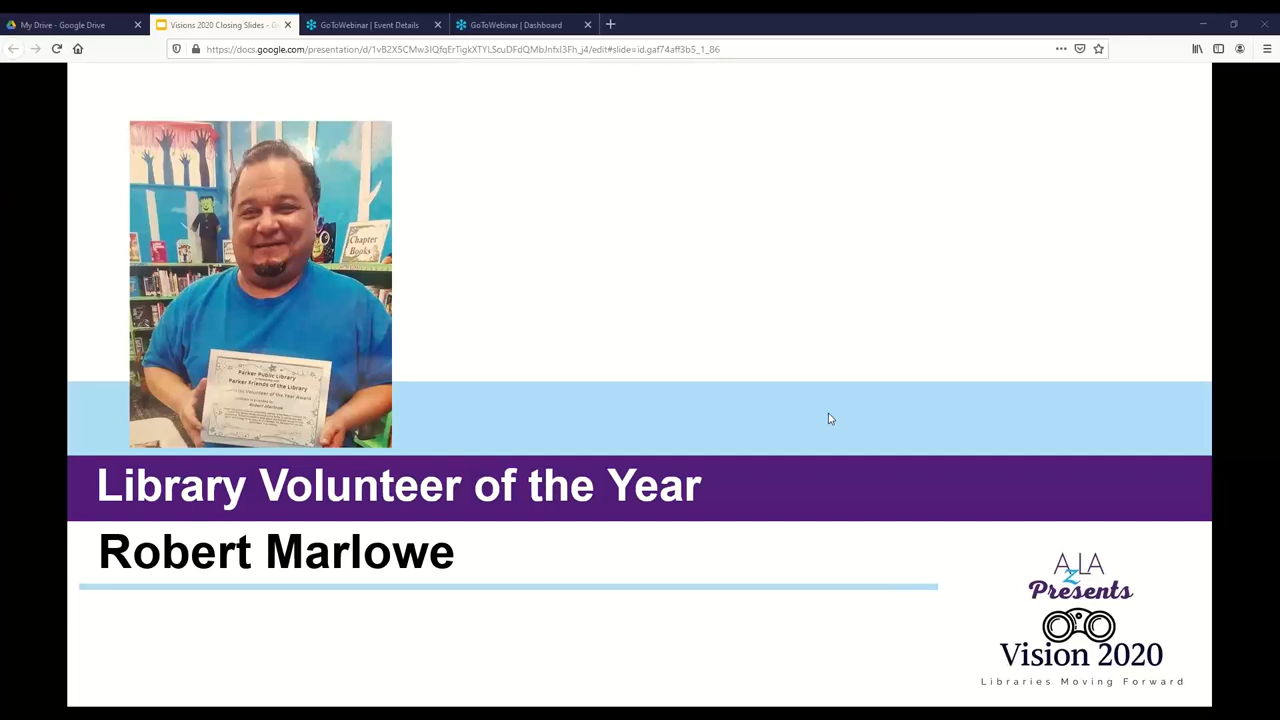 My Drive - Google Drive
Visions 2020 Closing Slides - G
GoToWebinar | Event Details
GoToWebinar | Dashboard
Chapter
Books
Parker Public Library
Parker Friends of the Library
Volunteer of the Year Award
Robert Marlowe
Library Volunteer of the Year
Robert Marlowe
AzLA
Presents
Vision 2020
Libraries Moving Forward